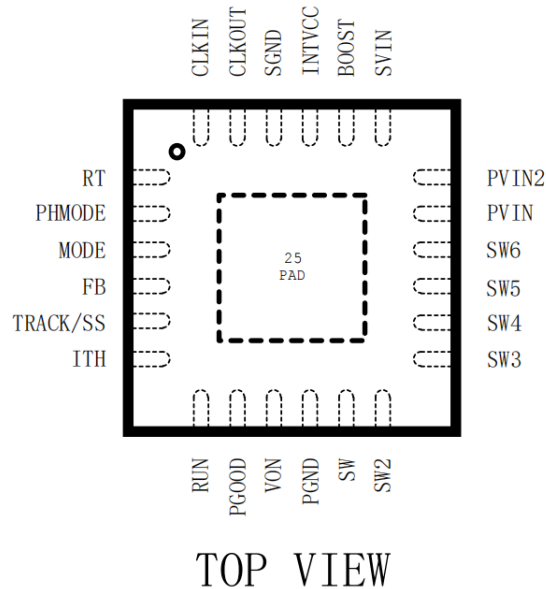 CLKIN
CLKOUT
SGND
INTVCC
BOOST
SVIN
RT
PHMODE
MODE
FB
TRACK/SS
ITH
25
PAD
PVIN2
PVIN
SW6
SW5
SW4
SW3
RUN
PGOOD
VON
PGND
SW
SW2
TOP VIEW